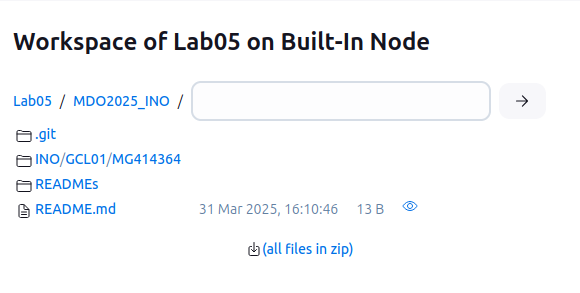 Workspace of Lab05 on Built-In Node
Lab05 / MDO2025_INO /
.git
INO/GCL01/MG414364
READMEs
README.md 31 Mar 2025, 16:10:46 13 B
(all files in zip)